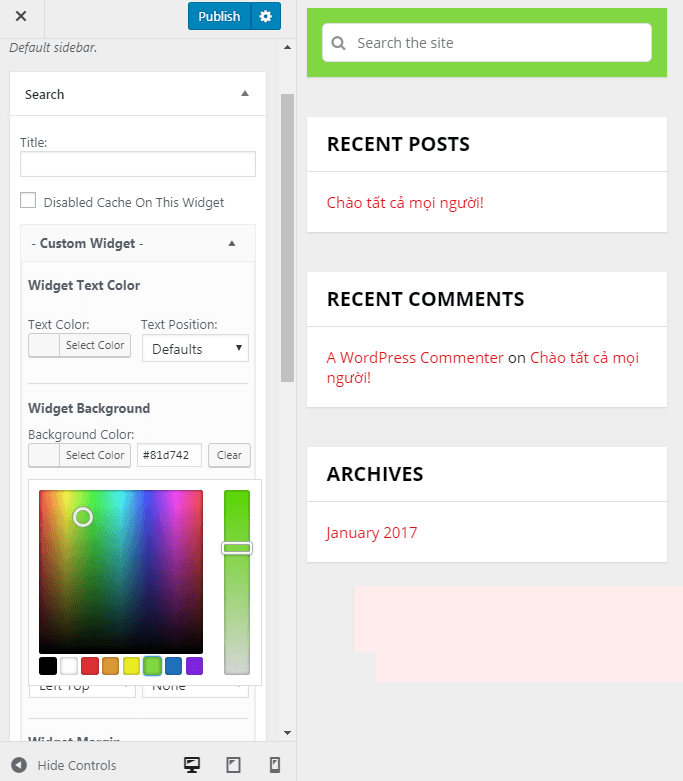 Publish
Default sidebar.
Search
Title:
Disabled Cache On This Widget
- Custom Widget -
Widget Text Color
Text Color: Text Position:
Select Color Defaults
Widget Background
Background Color:
Select Color #81d742 Clear
Left Top None
Widget Margin
Hide Controls
Search the site
RECENT POSTS
Chào tất cả mọi người!
RECENT COMMENTS
A WordPress Commenter on Chào tất cả mọi
người!
ARCHIVES
January 2017